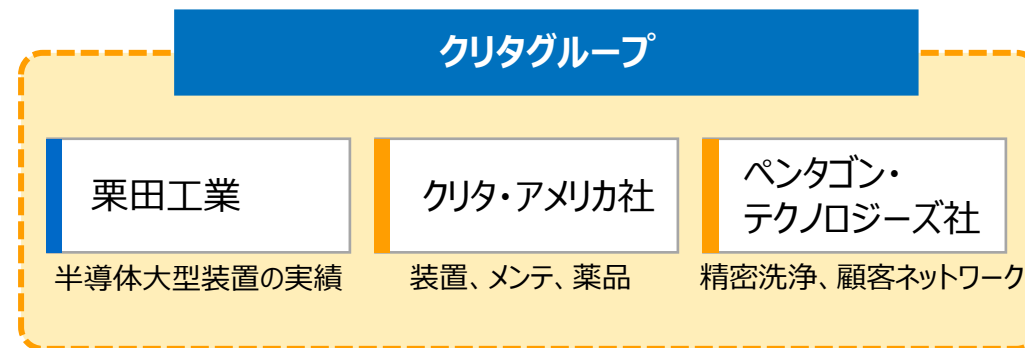 クリタグループ
栗田工業
クリタ・アメリカ社
ペンタゴン・
テクノロジーズ社
半導体大型装置の実績
装置、メンテ、薬品
精密洗浄、顧客ネットワーク